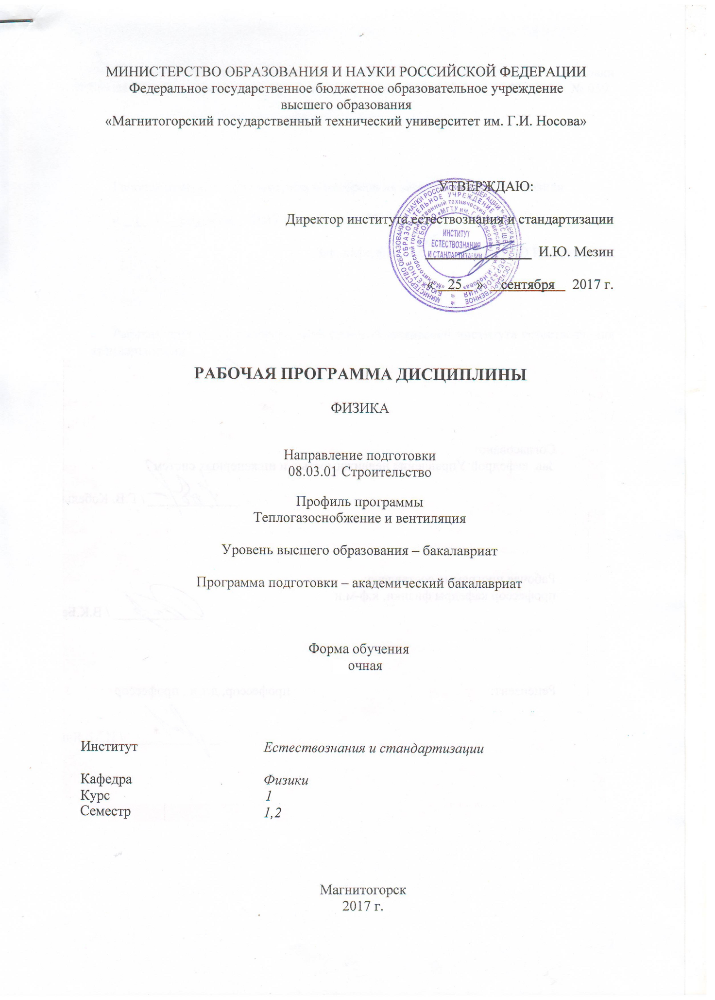 МИНИСТЕРСТВО ОБРАЗОВАНИЯ И НАУКИ РОССИЙСКОЙ ФЕДЕРАЦИИ
Федеральное государственное бюджетное образовательное учреждение
высшего образования
«Магнитогорский государственный технический университет им. Г.И. Носова»
УТВЕРЖДАЮ:
Директор института естествознания и стандартизации
ИНСТИТУТ
ЕСТЕСТВОЗНАНИЯ
И СТАНДАРТИЗАЦИИ
И.Ю. Мезин
« 25 » сентября 2017 г.
РАБОЧАЯ ПРОГРАММА ДИСЦИПЛИНЫ
ФИЗИКА
Направление подготовки
08.03.01 Строительство
Профиль программы
Теплогазоснобжение и вентиляция
Уровень высшего образования – бакалавриат
Программа подготовки – академический бакалавриат
Форма обучения
очная
Институт Естествознания и стандартизации
Кафедра Физики
Курс 1
Семестр 1,2
Магнитогорск
2017 г.